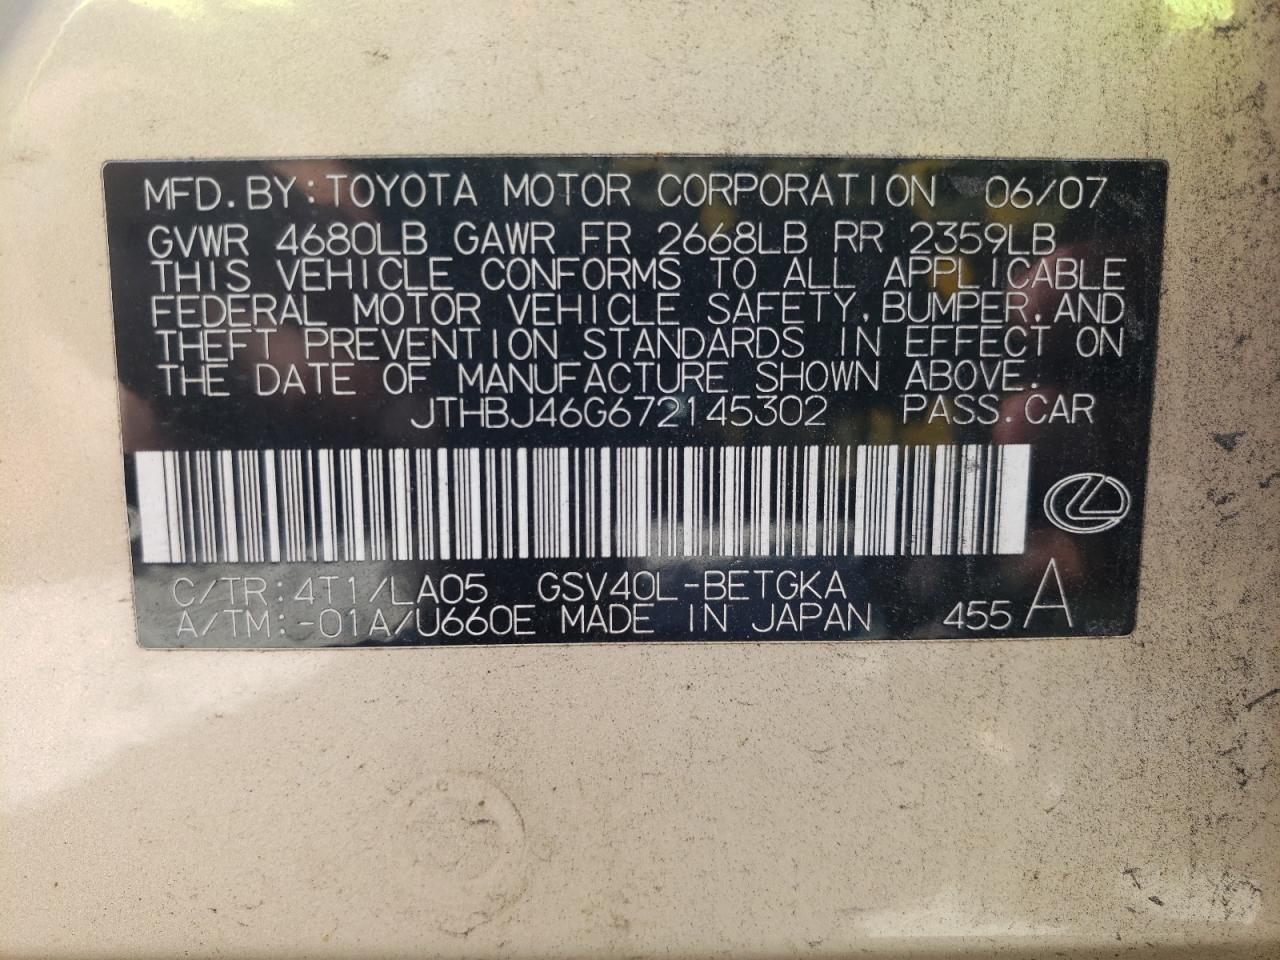 MFD. BY: TOYOTA MOTOR CORPORATION 06/07
GVWR 4680LB GAWR FR 2668LB RR 2359LB
THIS VEHICLE CONFORMS TO ALL APPLICABLE
FEDERAL MOTOR VEHICLE SAFETY, BUMPER, AND
THEFT PREVENTION STANDARDS IN EFFECT ON
THE DATE OF MANUFACTURE SHOWN ABOVE.
JTHBJ46G672145302 PASS. CAR
C/TR: 4T1/LA05 GSV40L-BETGKA
A/TM: -01A/U660E MADE IN JAPAN 455 A